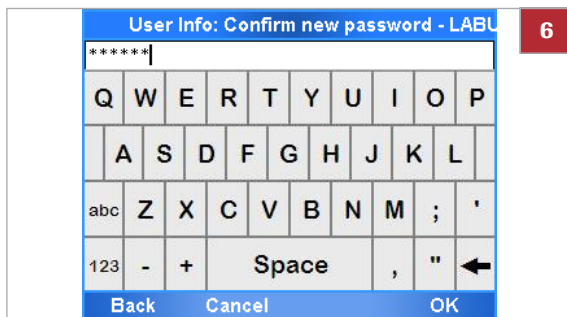 User Info: Confirm new password - LABU
6
******
Q W E R T Y U I O P
A S D F G H J K L
abc Z X C V B N M ; '
123 - + Space , " ←
Back Cancel OK